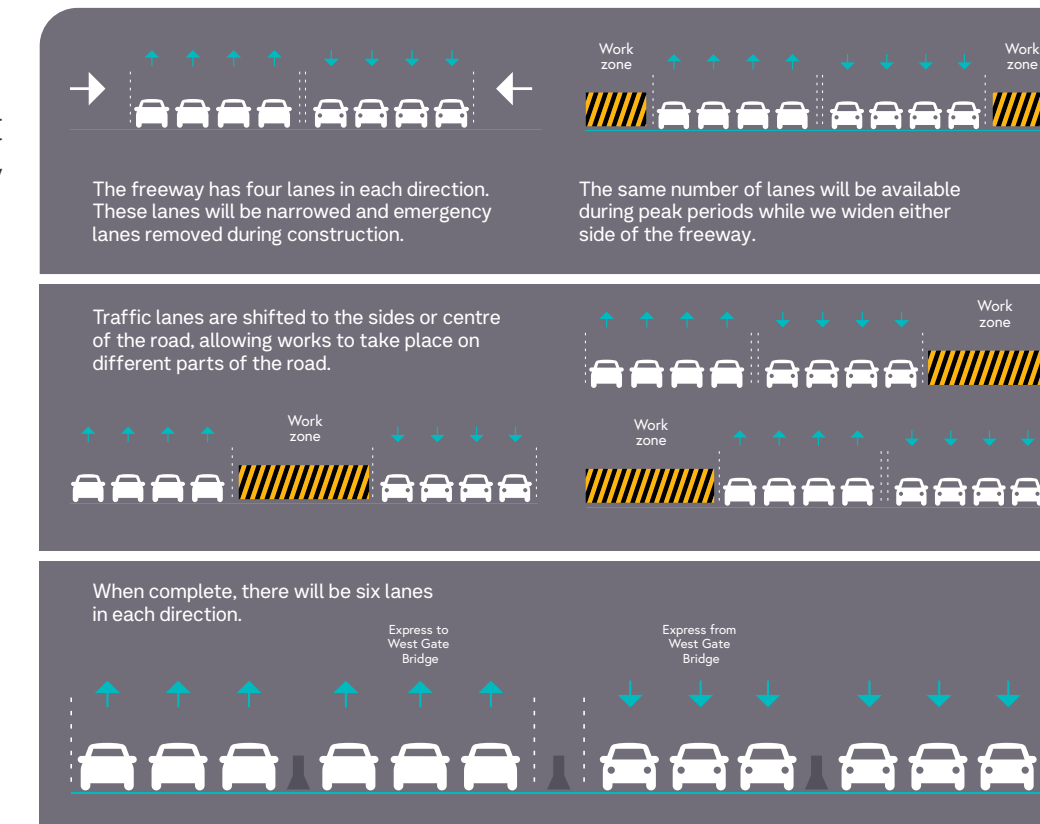 Work
zone
Work
zone
The freeway has four lanes in each direction.
These lanes will be narrowed and emergency
lanes removed during construction.
The same number of lanes will be available
during peak periods while we widen either
side of the freeway.
Traffic lanes are shifted to the sides or centre
of the road, allowing works to take place on
different parts of the road.
Work
zone
Work
zone
Work
zone
When complete, there will be six lanes
in each direction.
Express to
West Gate
Bridge
Express from
West Gate
Bridge